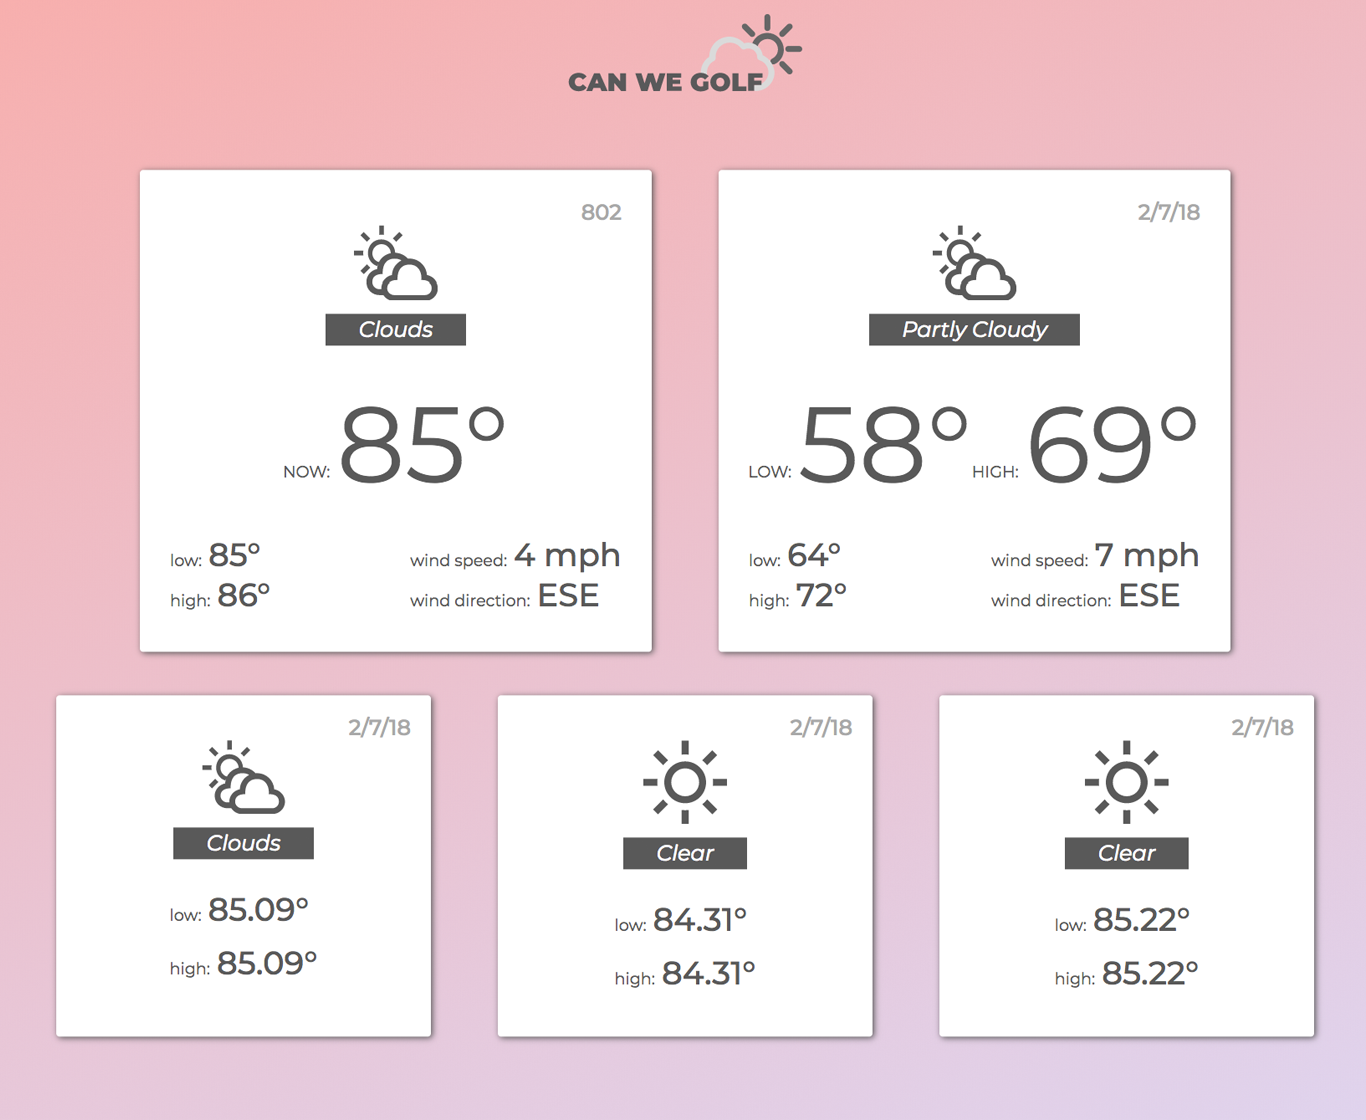 CAN WE GOLF
802
Clouds
NOW: 85°
low: 85° wind speed: 4 mph
high: 86° wind direction: ESE
2/7/18
Partly Cloudy
LOW: 58° HIGH: 69°
low: 64° wind speed: 7 mph
high: 72° wind direction: ESE
2/7/18
Clouds
low: 85.09°
high: 85.09°
2/7/18
Clear
low: 84.31°
high: 84.31°
2/7/18
Clear
low: 85.22°
high: 85.22°